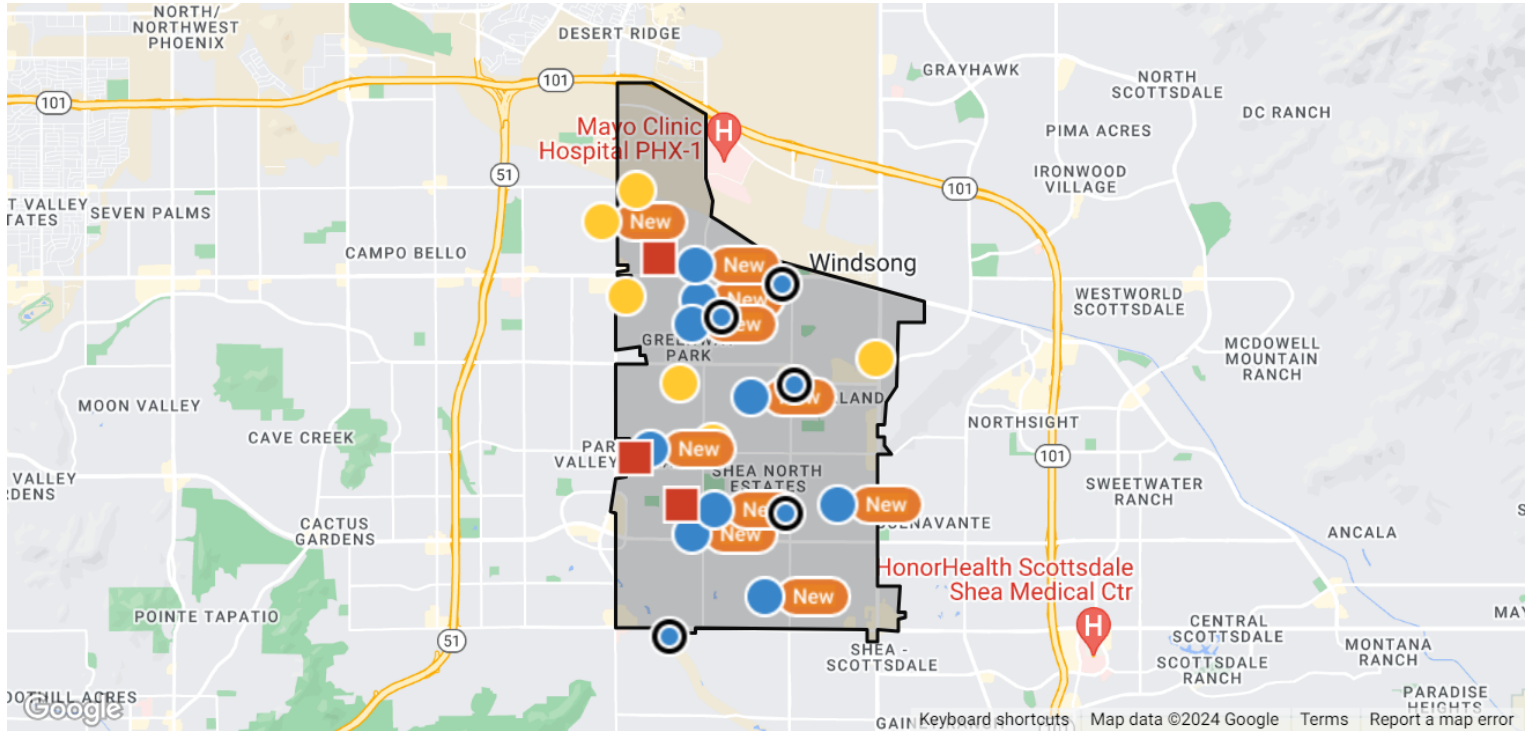 NORTH/
NORTHWEST
PHOENIX
DESERT RIDGE
101
101
GRAYHAWK
NORTH
SCOTTSDALE
DC RANCH
Mayo Clinic
Hospital PHX-1
H
PIMA ACRES
51
IRONWOOD
VILLAGE
101
SEVEN PALMS
VALLEY
New
CAMPO BELLO
New
Windsong
New
WESTWORLD
SCOTTSDALE
New
GREENWAY
PARK
MCDOWELL
MOUNTAIN
RANCH
MOON VALLEY
New
LAND
NORTHSIGHT
CAVE CREEK
New
VALLEY
101
SHEA NORTH
ESTATES
VALLEY
SWEETWATER
RANCH
New
New
CACTUS
GARDENS
New
ANCALA
HonorHealth Scottsdale
Shea Medical Ctr
New
POINTE TAPATIO
H
CENTRAL
SCOTTSDALE
51
SHEA -
SCOTTSDALE
MONTANA
RANCH
SCOTTSDALE
RANCH
ACRES
PARADISE
HEIGHTS
Google
Keyboard shortcuts Map data ©2024 Google Terms Report a map error